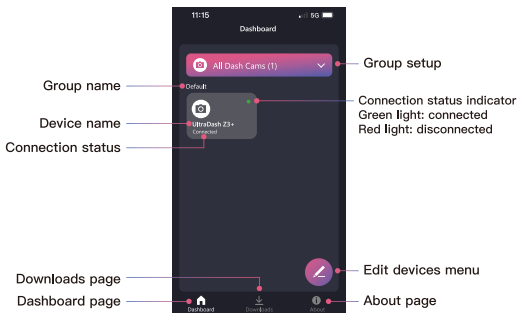 11:15
5G
Dashboard
All Dash Cams (1)
Group setup
Group name
Default
Connection status indicator
Green light: connected
Red light: disconnected
Device name
UltraDash Z3+
Connected
Connection status
Edit devices menu
Downloads page
Dashboard page
About page
Dashboard
Downloads
About